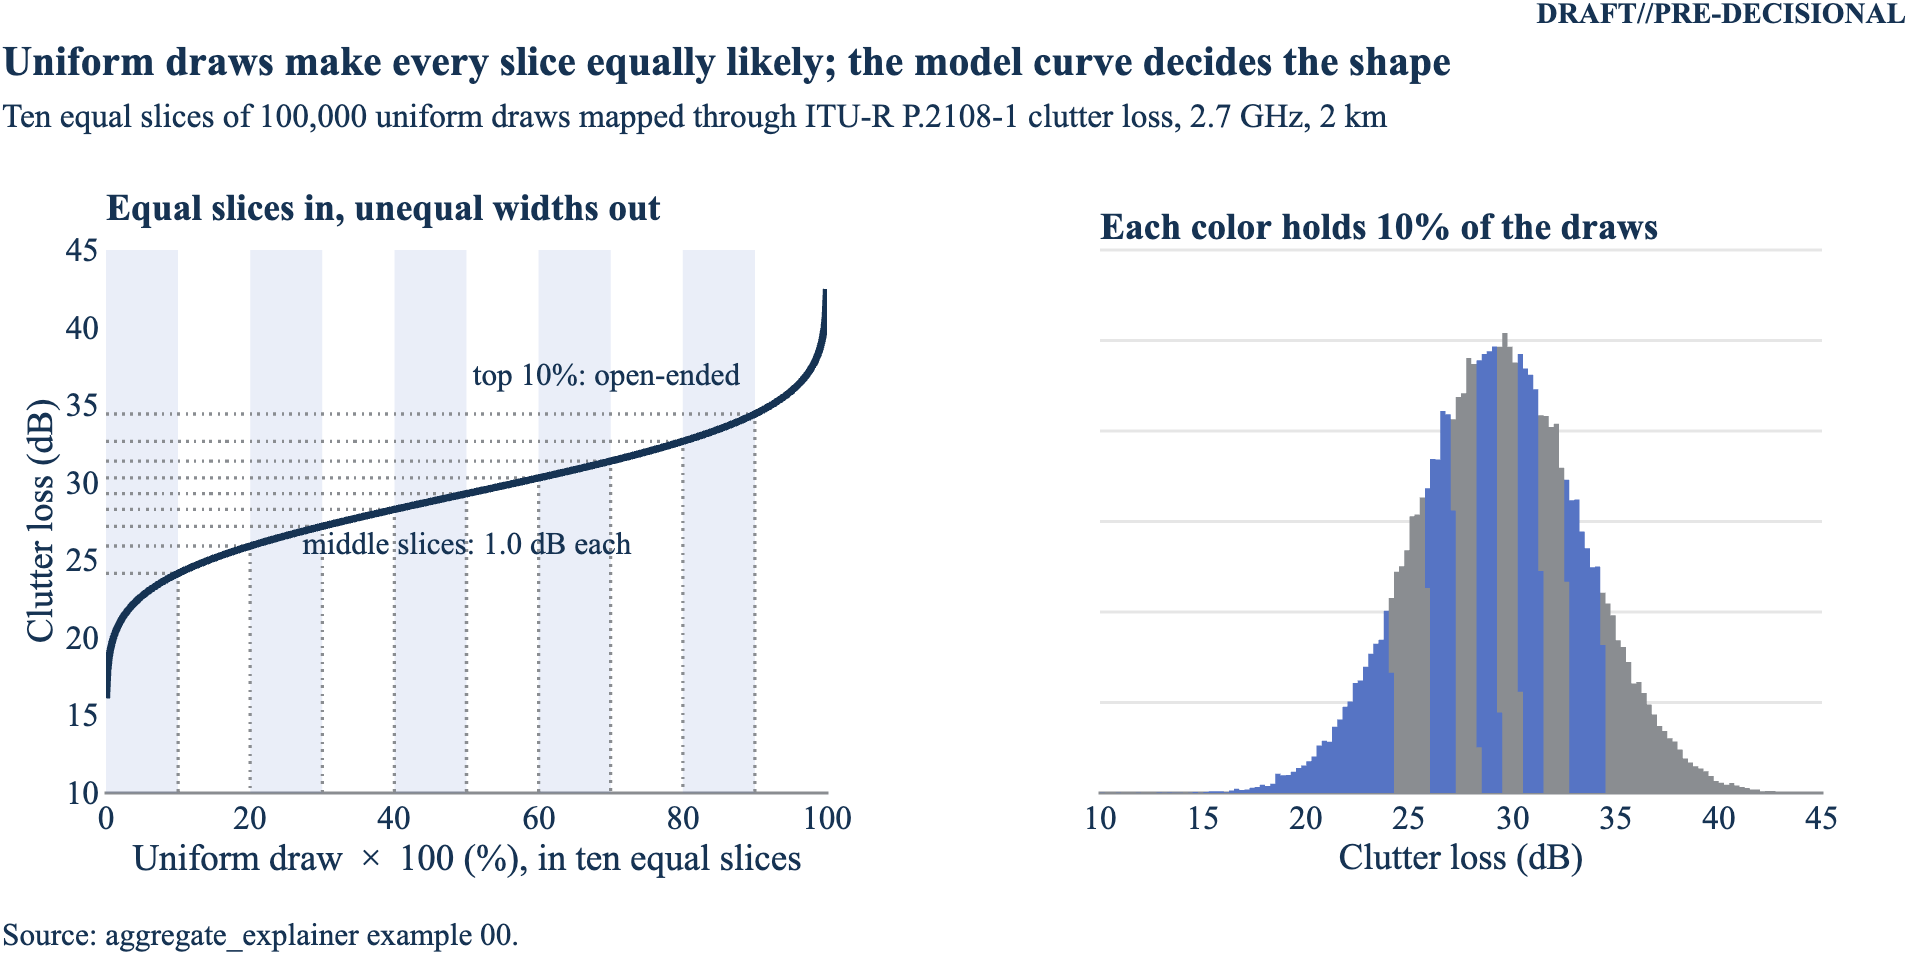 DRAFT//PRE-DECISIONAL
Uniform draws make every slice equally likely; the model curve decides the shape
Ten equal slices of 100,000 uniform draws mapped through ITU-R P.2108-1 clutter loss, 2.7 GHz, 2 km
Equal slices in, unequal widths out
45
40
35
30
25
20
15
10
Clutter loss (dB)
top 10%: open-ended
middle slices: 1.0 dB each
0 20 40 60 80 100
Uniform draw × 100 (%), in ten equal slices
Each color holds 10% of the draws
10 15 20 25 30 35 40 45
Clutter loss (dB)
Source: aggregate_explainer example 00.